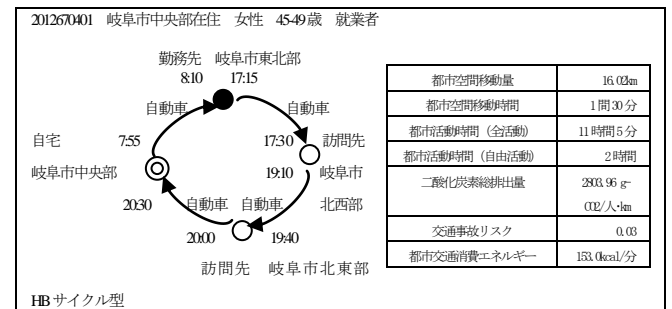 2012670401 岐阜市中央部在住 女性 45-49歳 就業者
勤務先 岐阜市東北部
8:10 17:15
自動車 自動車
自宅 7:55 17:30 訪問先
岐阜市中央部 19:10 岐阜市
20:30 自動車 自動車 北西部
20:00 19:40
訪問先 岐阜市北東部
HBサイクル型
都市空間移動量 16.02km
都市空間移動時間 1間30分
都市活動時間（全活動） 11時間5分
都市活動時間（自由活動） 2時間
二酸化炭素総排出量 2803.96 g-
CO2/人・km
交通事故リスク 0.03
都市交通消費エネルギー 153.0kcal/分